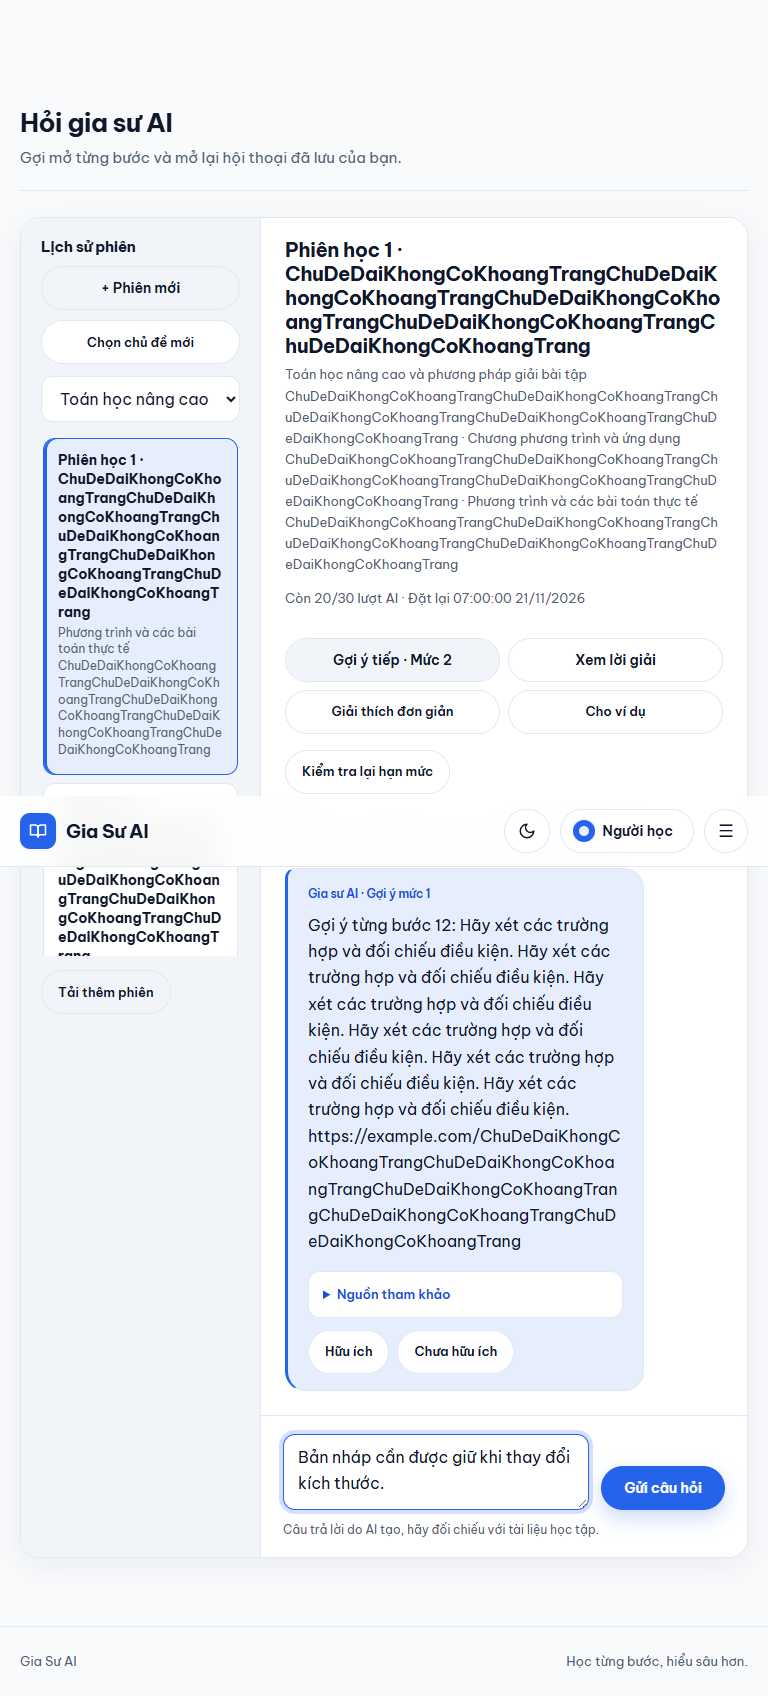 Hỏi gia sư AI
Gợi mở từng bước và mở lại hội thoại đã lưu của bạn.
Lịch sử phiên
+ Phiên mới
Chọn chủ đề mới
Toán học nâng cao
Phiên học 1 ·
ChuDeDaiKhongCoKho
angTrangChuDeDaiKh
ongCoKhoangTrangCh
uDeDaiKhongCoKhoan
gTrangChuDeDaiKhon
gCoKhoangTrangChuD
eDaiKhongCoKhoangT
rang
Phương trình và các bài
toán thực tế
ChuDeDaiKhongCoKhoang
TrangChuDeDaiKhongCoKh
oangTrangChuDeDaiKhong
CoKhoangTrangChuDeDaiK
hongCoKhoangTrangChuDe
DaiKhongCoKhoangTrang
Phiên học 1 ·
ChuDeDaiKhongCoKhoangTrangChuDeDaiK
hongCoKhoangTrangChuDeDaiKhongCoKho
angTrangChuDeDaiKhongCoKhoangTrangC
huDeDaiKhongCoKhoangTrang
Toán học nâng cao và phương pháp giải bài tập
ChuDeDaiKhongCoKhoangTrangChuDeDaiKhongCoKhoangTrangCh
uDeDaiKhongCoKhoangTrangChuDeDaiKhongCoKhoangTrangChuD
eDaiKhongCoKhoangTrang · Chương phương trình và ứng dụng
ChuDeDaiKhongCoKhoangTrangChuDeDaiKhongCoKhoangTrangCh
uDeDaiKhongCoKhoangTrangChuDeDaiKhongCoKhoangTrangChuD
eDaiKhongCoKhoangTrang · Phương trình và các bài toán thực tế
ChuDeDaiKhongCoKhoangTrangChuDeDaiKhongCoKhoangTrangCh
uDeDaiKhongCoKhoangTrangChuDeDaiKhongCoKhoangTrangChuD
eDaiKhongCoKhoangTrang
Còn 20/30 lượt AI · Đặt lại 07:00:00 21/11/2026
Gợi ý tiếp · Mức 2
Xem lời giải
Giải thích đơn giản
Cho ví dụ
Kiểm tra lại hạn mức
Gia Sư AI
Người học
uDeDaiKhongCoKhoan
gTrangChuDeDaiKhon
gCoKhoangTrangChuD
eDaiKhongCoKhoangT
Tải thêm phiên
Gia sư AI · Gợi ý mức 1
Gợi ý từng bước 12: Hãy xét các trường
hợp và đối chiếu điều kiện. Hãy xét các
trường hợp và đối chiếu điều kiện. Hãy
xét các trường hợp và đối chiếu điều
kiện. Hãy xét các trường hợp và đối
chiếu điều kiện. Hãy xét các trường hợp
và đối chiếu điều kiện. Hãy xét các
trường hợp và đối chiếu điều kiện.
https://example.com/ChuDeDaiKhongC
oKhoangTrangChuDeDaiKhongCoKhoa
ngTrangChuDeDaiKhongCoKhoangTran
gChuDeDaiKhongCoKhoangTrangChuD
eDaiKhongCoKhoangTrang
Nguồn tham khảo
Hữu ích
Chưa hữu ích
Bản nháp cần được giữ khi thay đổi
kích thước.
Gửi câu hỏi
Câu trả lời do AI tạo, hãy đối chiếu với tài liệu học tập.
Gia Sư AI
Học từng bước, hiểu sâu hơn.